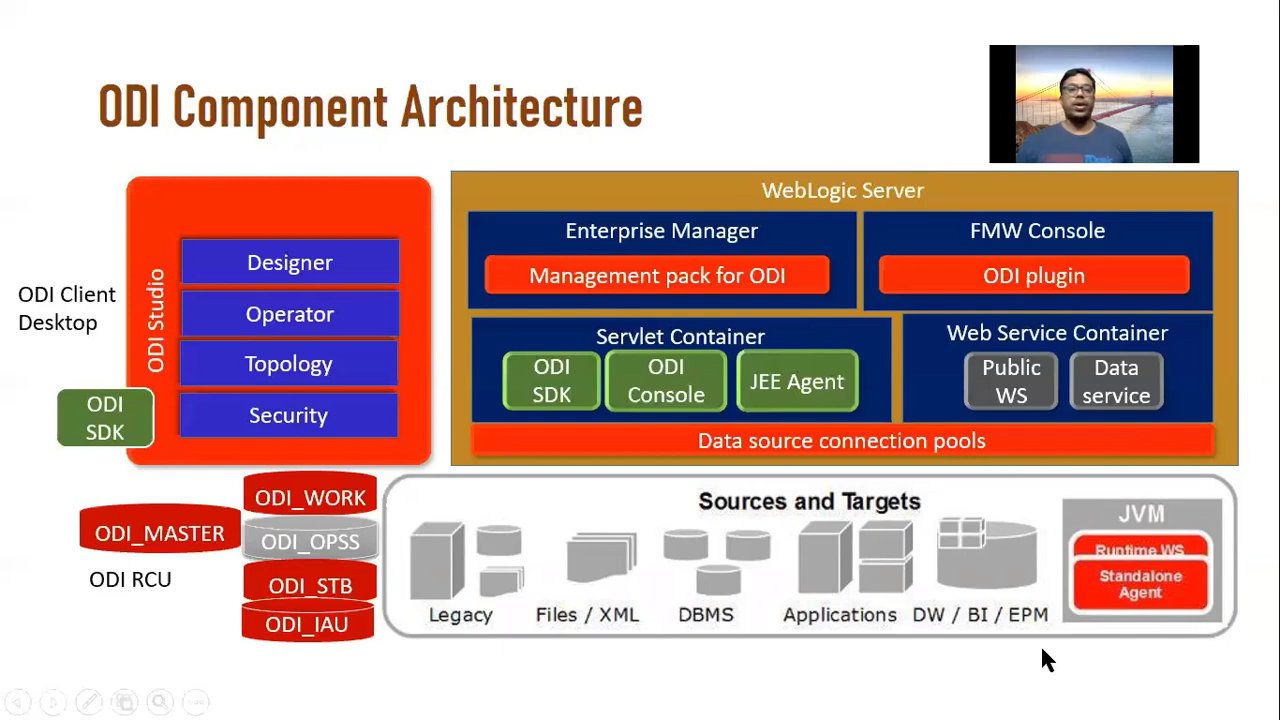 ODI Component Architecture
ODI Client
Desktop
ODI Studio
Designer
Operator
Topology
Security
ODI
SDK
WebLogic Server
Enterprise Manager
Management pack for ODI
FMW Console
ODI plugin
Servlet Container
ODI
SDK
ODI
Console
JEE Agent
Web Service Container
Public
WS
Data
service
Data source connection pools
ODI_MASTER
ODI RCU
ODI_WORK
ODI_OPSS
ODI_STB
ODI_IAU
Sources and Targets
Legacy
Files / XML
DBMS
Applications
DW / BI / EPM
JVM
Runtime WS
Standalone
Agent